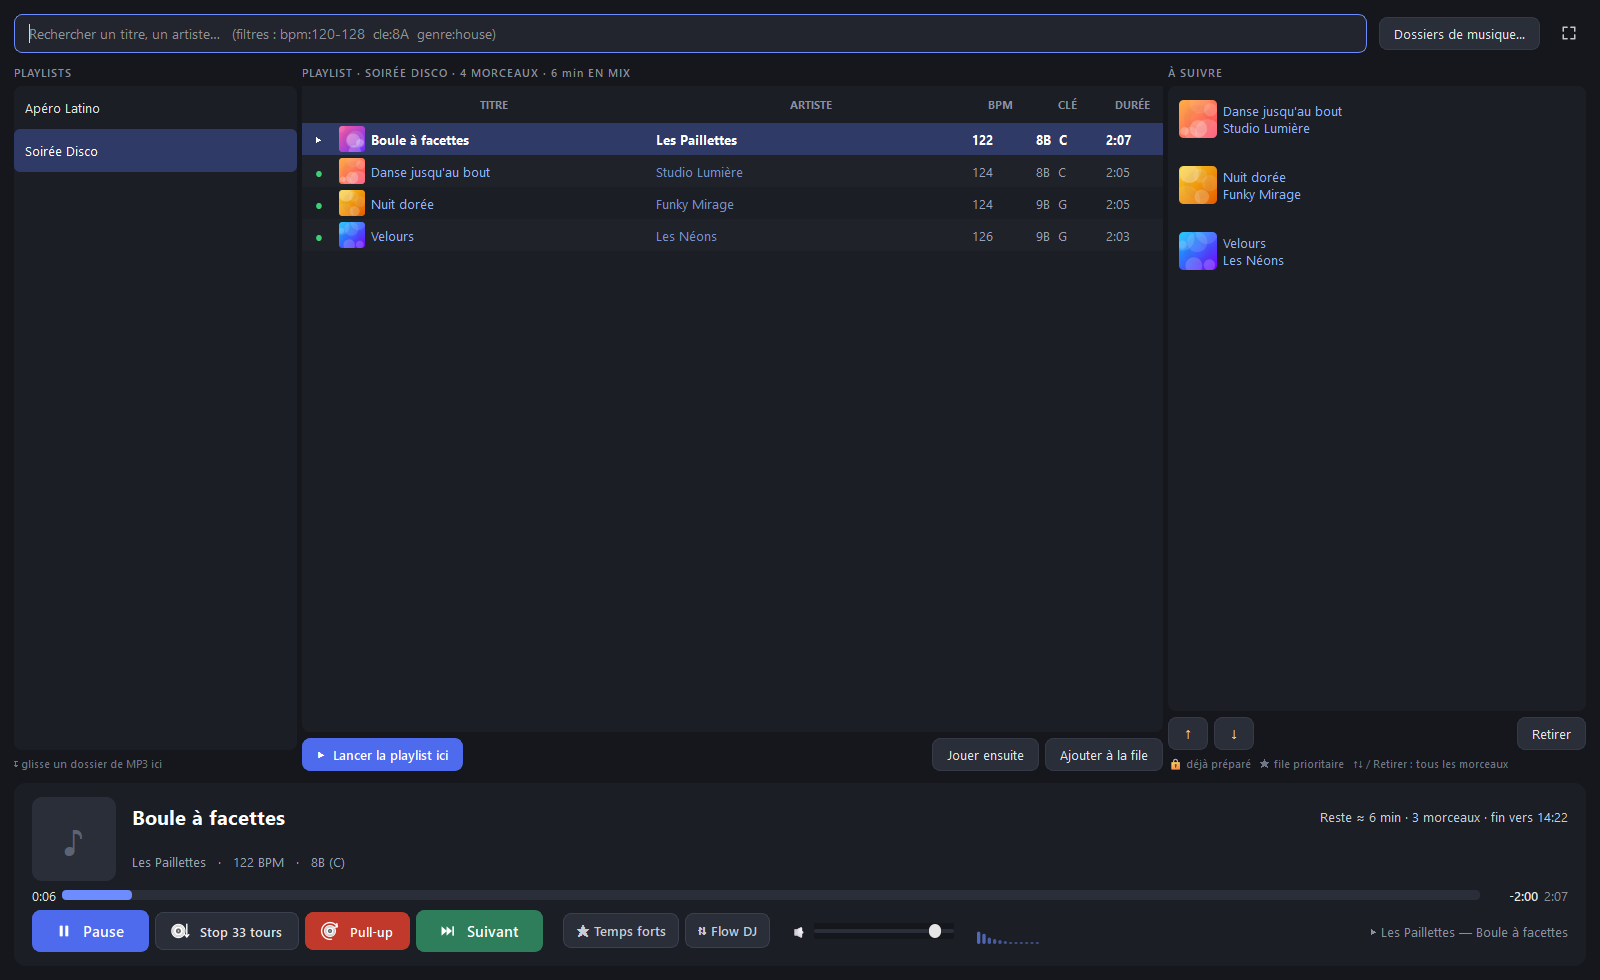 Rechercher un titre, un artiste... (filtres : bpm:120-128 cle:8A genre:house)
Dossiers de musique...
PLAYLISTS
Apéro Latino
Soirée Disco
glisse un dossier de MP3 ici
PLAYLIST · SOIRÉE DISCO · 4 MORCEAUX · 6 min EN MIX
TITRE ARTISTE BPM CLÉ DURÉE
Boule à facettes Les Paillettes 122 8B C 2:07
Danse jusqu'au bout Studio Lumière 124 8B C 2:05
Nuit dorée Funky Mirage 124 9B G 2:05
Velours Les Néons 126 9B G 2:03
Lancer la playlist ici
Jouer ensuite
Ajouter à la file
À SUIVRE
Danse jusqu'au bout
Studio Lumière
Nuit dorée
Funky Mirage
Velours
Les Néons
↑ ↓ Retirer
déjà préparé ★ file prioritaire ↑↓ / Retirer : tous les morceaux
Boule à facettes
Reste ≈ 6 min · 3 morceaux · fin vers 14:22
Les Paillettes · 122 BPM · 8B (C)
0:06 -2:00 2:07
Pause
Stop 33 tours
Pull-up
Suivant
★ Temps forts
Flow DJ
Les Paillettes — Boule à facettes